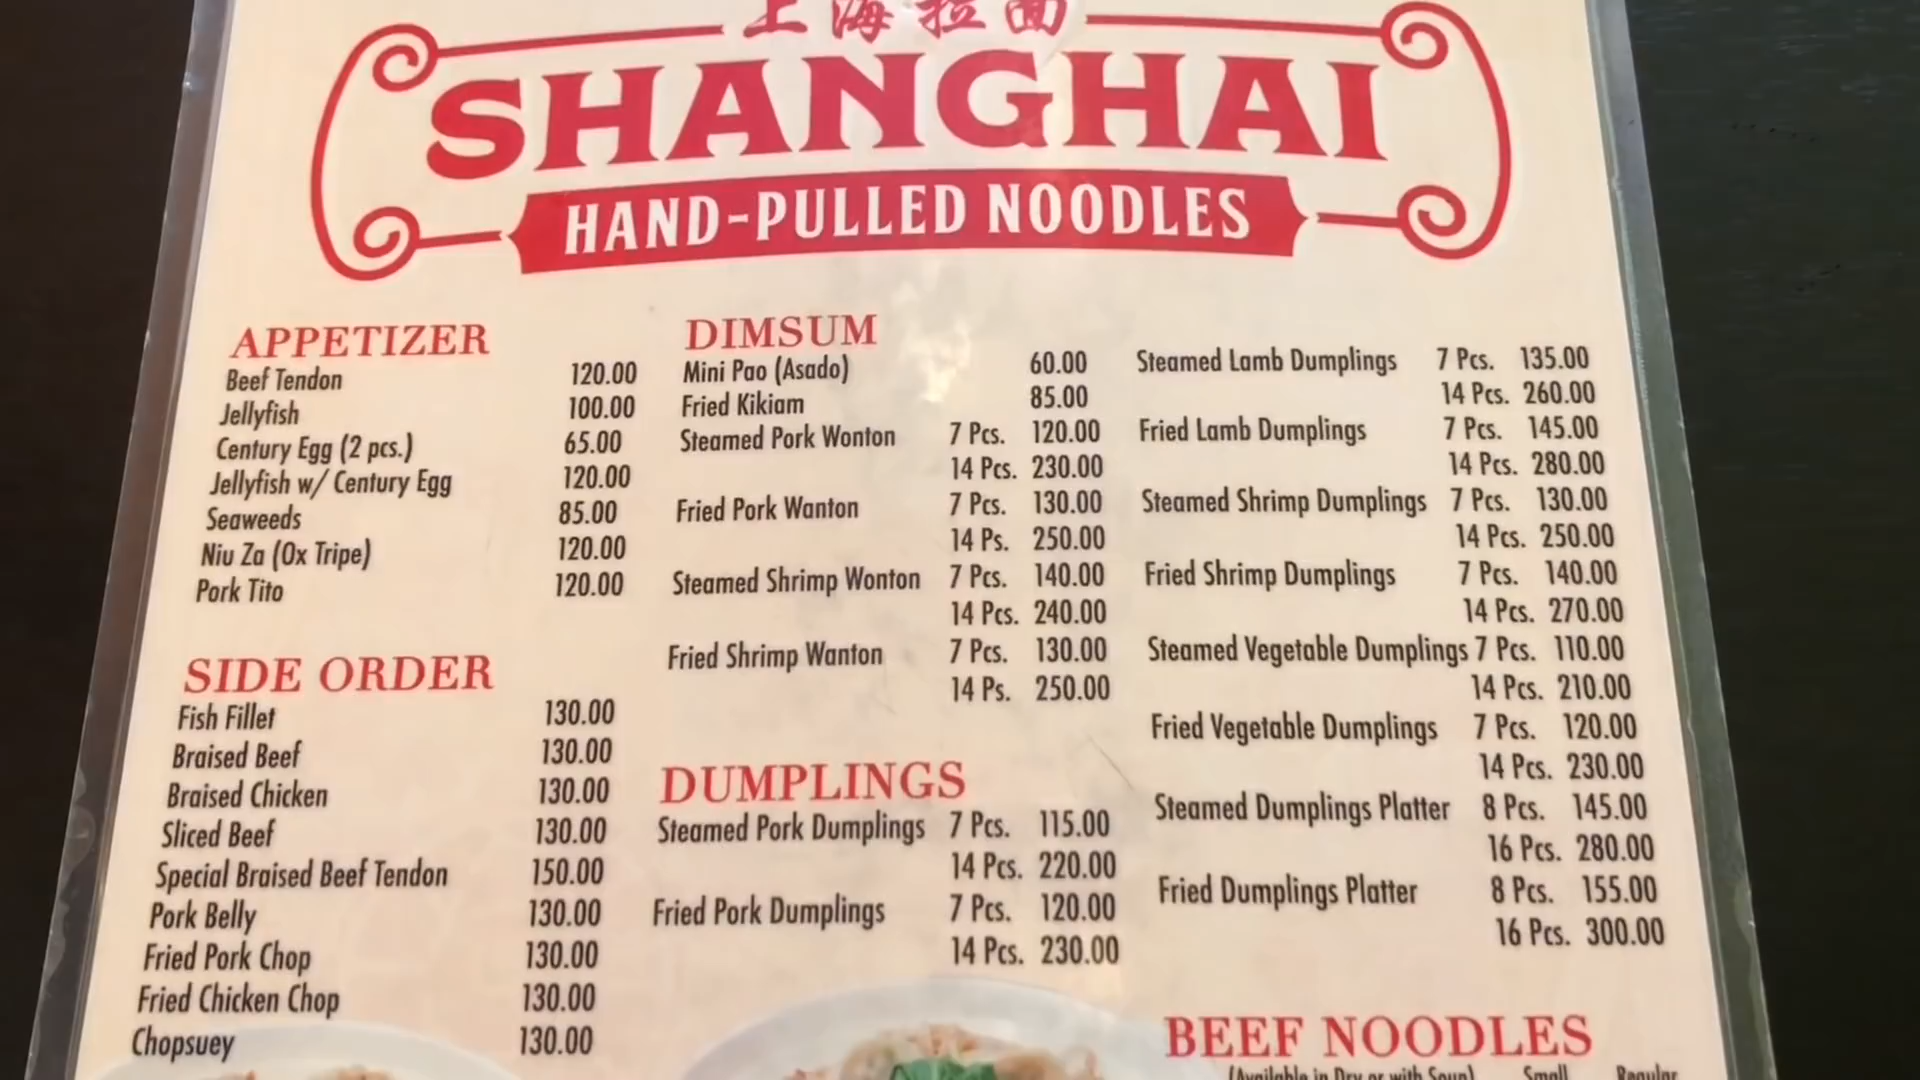 上海拉面
SHANGHAI
HAND-PULLED NOODLES
APPETIZER
Beef Tendon 120.00
Jellyfish 100.00
Century Egg (2 pcs.) 65.00
Jellyfish w/ Century Egg 120.00
Seaweeds 85.00
Niu Za (Ox Tripe) 120.00
Pork Tito 120.00
SIDE ORDER
Fish Fillet 130.00
Braised Beef 130.00
Braised Chicken 130.00
Sliced Beef 130.00
Special Braised Beef Tendon 150.00
Pork Belly 130.00
Fried Pork Chop 130.00
Fried Chicken Chop 130.00
Chopsuey 130.00
DIMSUM
Mini Pao (Asado) 60.00
Fried Kikiam 85.00
Steamed Pork Wonton 7 Pcs. 120.00
14 Pcs. 230.00
Fried Pork Wanton 7 Pcs. 130.00
14 Ps. 250.00
Steamed Shrimp Wonton 7 Pcs. 140.00
14 Pcs. 240.00
Fried Shrimp Wanton 7 Pcs. 130.00
14 Ps. 250.00
DUMPLINGS
Steamed Pork Dumplings 7 Pcs. 115.00
14 Pcs. 220.00
Fried Pork Dumplings 7 Pcs. 120.00
14 Pcs. 230.00
Steamed Lamb Dumplings 7 Pcs. 135.00
14 Pcs. 260.00
Fried Lamb Dumplings 7 Pcs. 145.00
14 Pcs. 280.00
Steamed Shrimp Dumplings 7 Pcs. 130.00
14 Pcs. 250.00
Fried Shrimp Dumplings 7 Pcs. 140.00
14 Pcs. 270.00
Steamed Vegetable Dumplings 7 Pcs. 110.00
14 Pcs. 210.00
Fried Vegetable Dumplings 7 Pcs. 120.00
14 Pcs. 230.00
Steamed Dumplings Platter 8 Pcs. 145.00
16 Pcs. 280.00
Fried Dumplings Platter 8 Pcs. 155.00
16 Pcs. 300.00
BEEF NOODLES
(Available in Dry or with Soup) Small Regular